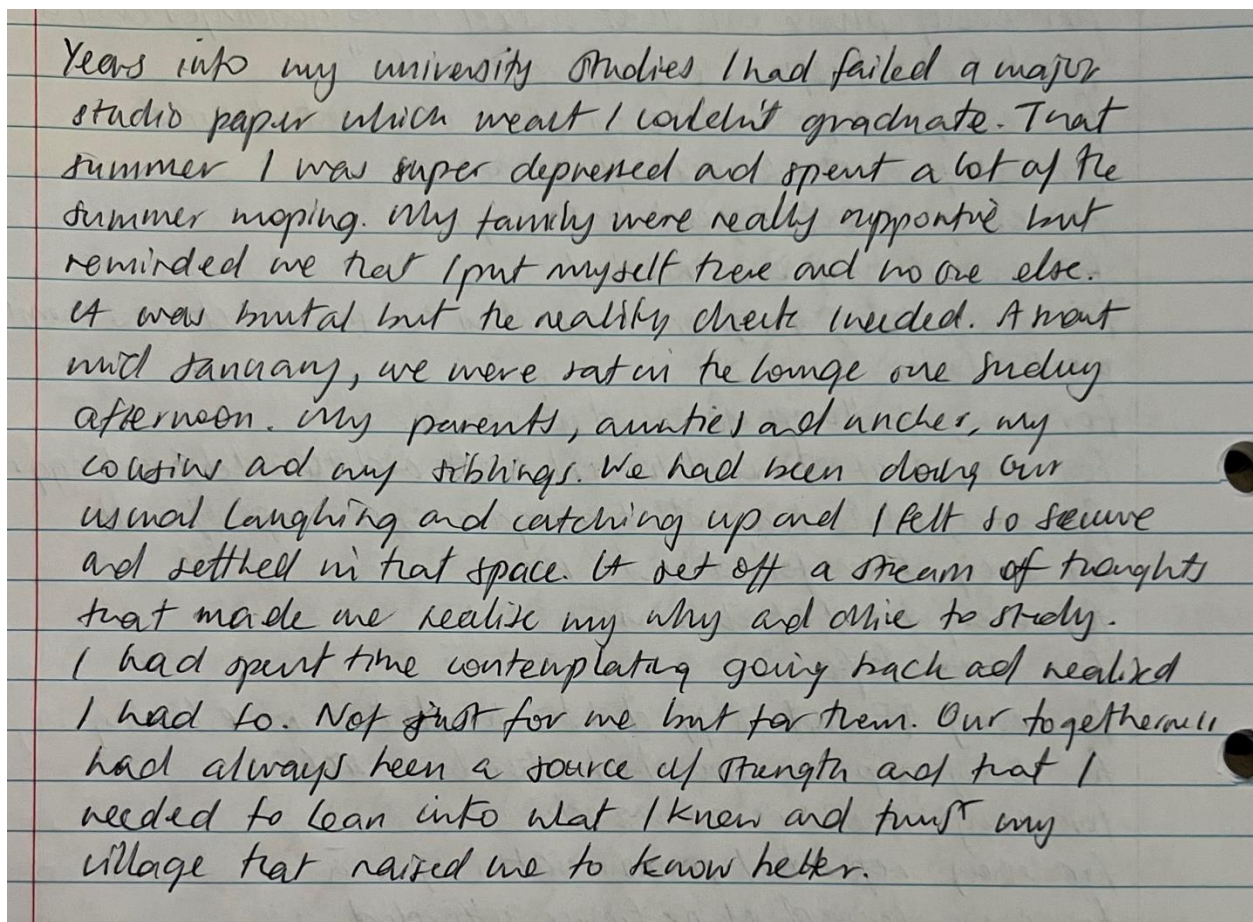 Years into my university studies I had failed a major
studio paper which meant I couldn't graduate. That
summer I was super depressed and spent a lot of the
summer moping. My family were really supportive but
reminded me that I put myself there and no one else.
It was brutal but the reality check I needed. About
mid January, we were sat in the lounge one Sunday
afternoon. My parents, aunties and uncles, my
cousins and my siblings. We had been doing our
usual laughing and catching up and I felt so secure
and settled in that space. It set off a stream of thoughts
that made me realise my why and drive to study.
I had spent time contemplating going back and realised
I had to. Not just for me but for them. Our togetherness
had always been a source of strength and that I
needed to lean into what I knew and trust my
village that raised me to know better.